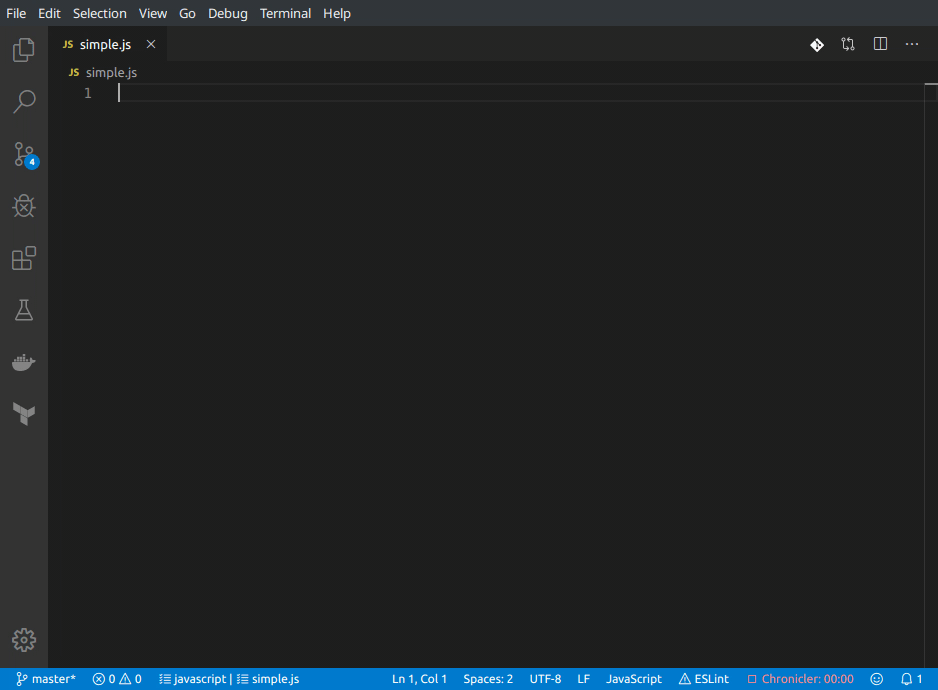 File Edit Selection View Go Debug Terminal Help
JS simple.js
JS simple.js
1
4
master* 0 0 javascript | simple.js Ln 1, Col 1 Spaces: 2 UTF-8 LF JavaScript ESLint Chronicler: 00:00 1